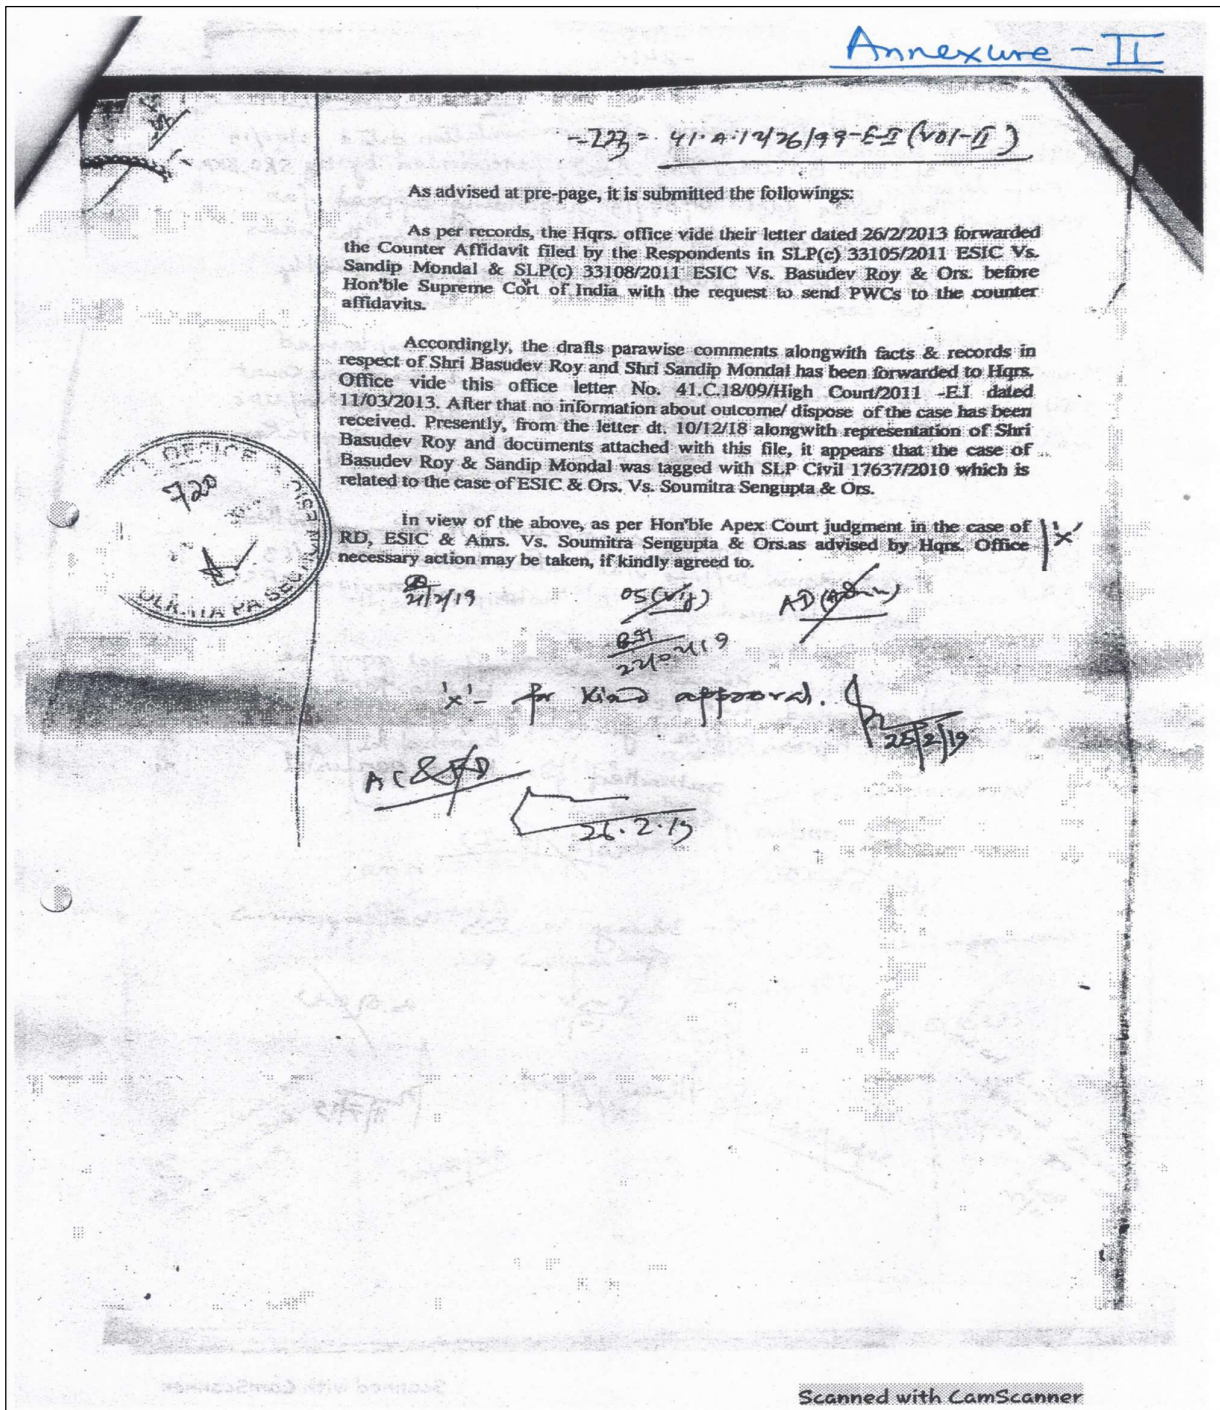 Annexure - II
41.A.12/26/99-E-II (Vol-II)
As advised at pre-page, it is submitted the followings:
As per records, the Hqrs. office vide their letter dated 26/2/2013 forwarded
the Counter Affidavit filed by the Respondents in SLP(c) 33105/2011 ESIC Vs.
Sandip Mondal & SLP(c) 33108/2011 ESIC Vs. Basudev Roy & Ors. before
Hon'ble Supreme Cort of India with the request to send PWCs to the counter
affidavits.
Accordingly, the drafts parawise comments alongwith facts & records in
respect of Shri Basudev Roy and Shri Sandip Mondal has been forwarded to Hqrs.
Office vide this office letter No. 41.C.18/09/High Court/2011 -E.I dated
11/03/2013. After that no information about outcome/ dispose of the case has been
received. Presently, from the letter dt. 10/12/18 alongwith representation of Shri
Basudev Roy and documents attached with this file, it appears that the case of
Basudev Roy & Sandip Mondal was tagged with SLP Civil 17637/2010 which is
related to the case of ESIC & Ors. Vs. Soumitra Sengupta & Ors.
720
In view of the above, as per Hon'ble Apex Court judgment in the case of
RD, ESIC & Anrs. Vs. Soumitra Sengupta & Ors.as advised by Hqrs. Office
necessary action may be taken, if kindly agreed to.
'X'
21/2/19
OS (Vig)
AD (Admn)
22/02/19
'x' - for kind approval.
25/2/19
AC & RD
26.2.19
Scanned with CamScanner